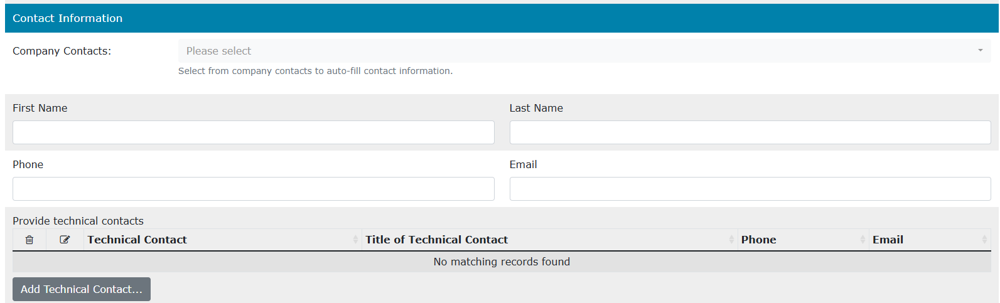 Contact Information
Company Contacts:
Please select
Select from company contacts to auto-fill contact information.
First Name
Last Name
Phone
Email
Provide technical contacts
Technical Contact
Title of Technical Contact
Phone
Email
No matching records found
Add Technical Contact...